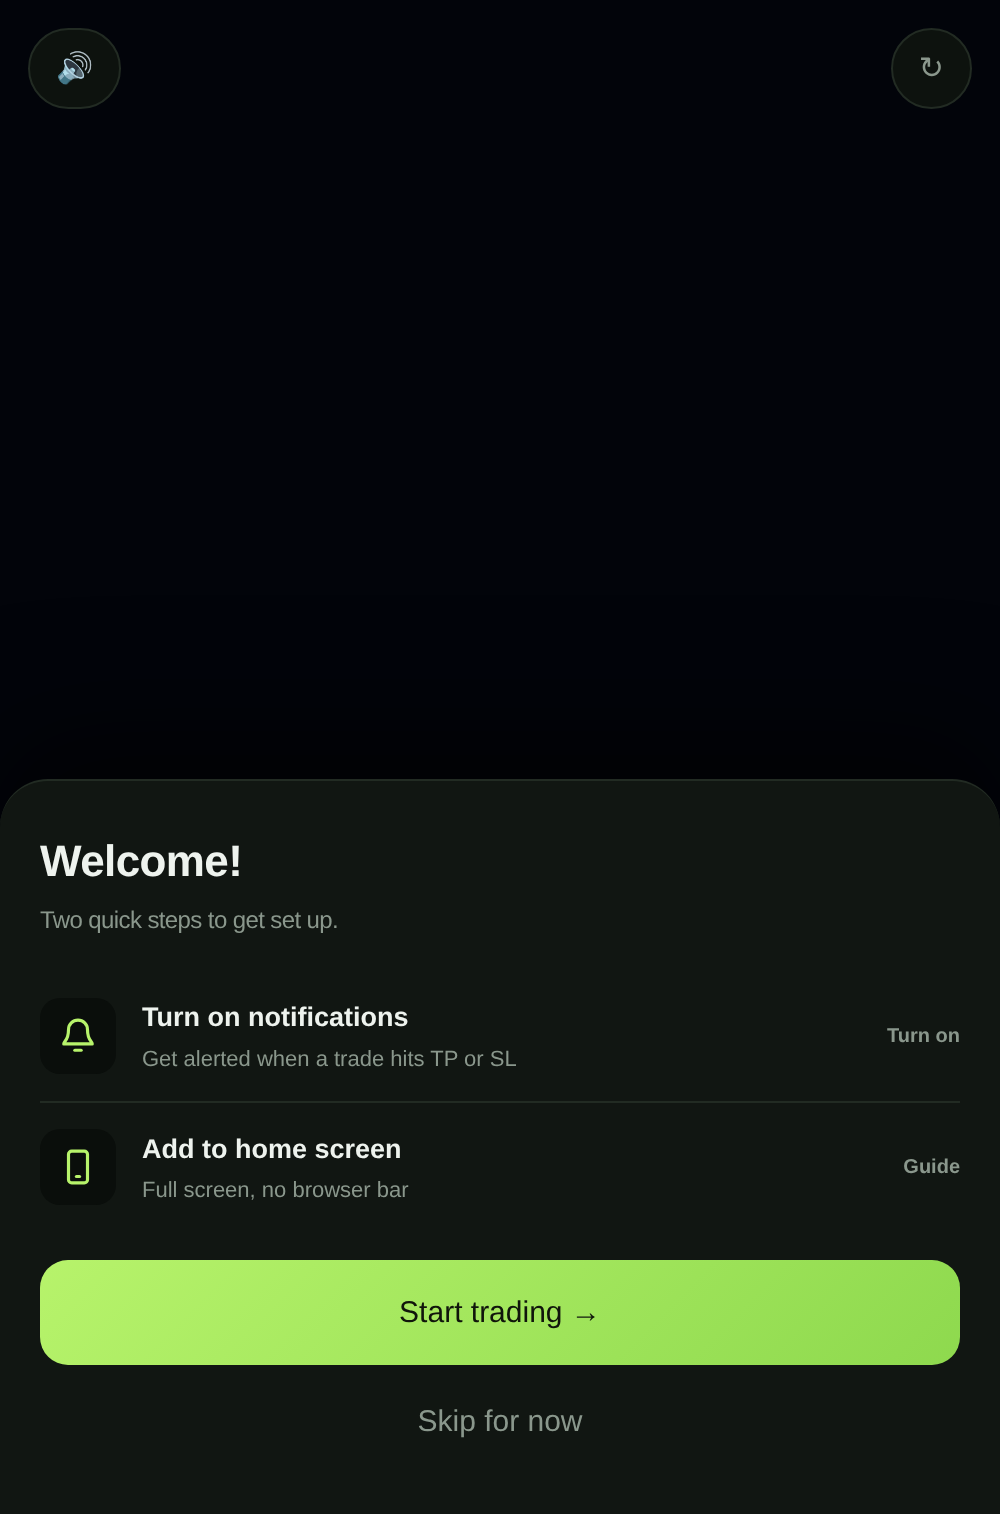 Welcome!
Two quick steps to get set up.
Turn on notifications
Get alerted when a trade hits TP or SL
Turn on
Add to home screen
Full screen, no browser bar
Guide
Start trading →
Skip for now